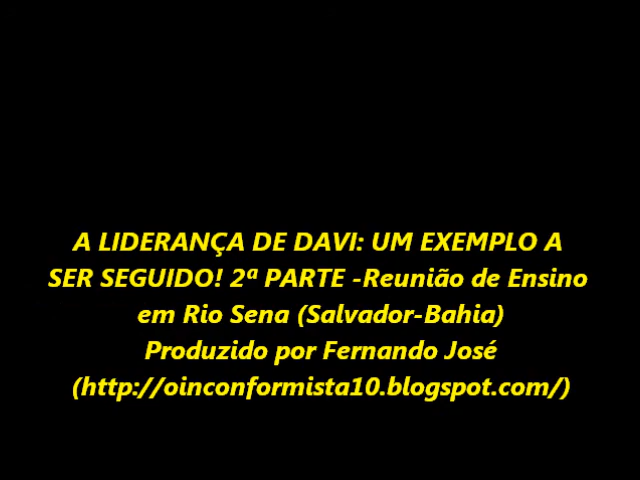 A LIDERANÇA DE DAVI: UM EXEMPLO A
SER SEGUIDO! 2ª PARTE -Reunião de Ensino
em Rio Sena (Salvador-Bahia)
Produzido por Fernando José
(http://oinconformista10.blogspot.com/)